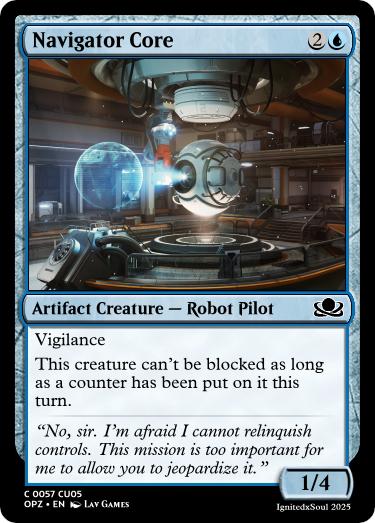 Navigator Core 2
Artifact Creature — Robot Pilot
Vigilance
This creature can't be blocked as long
as a counter has been put on it this
turn.
"No, sir. I'm afraid I cannot relinquish
controls. This mission is too important for
me to allow you to jeopardize it."
1/4
C 0057 CU05
OPZ • EN Lav Games
IgnitedxSoul 2025